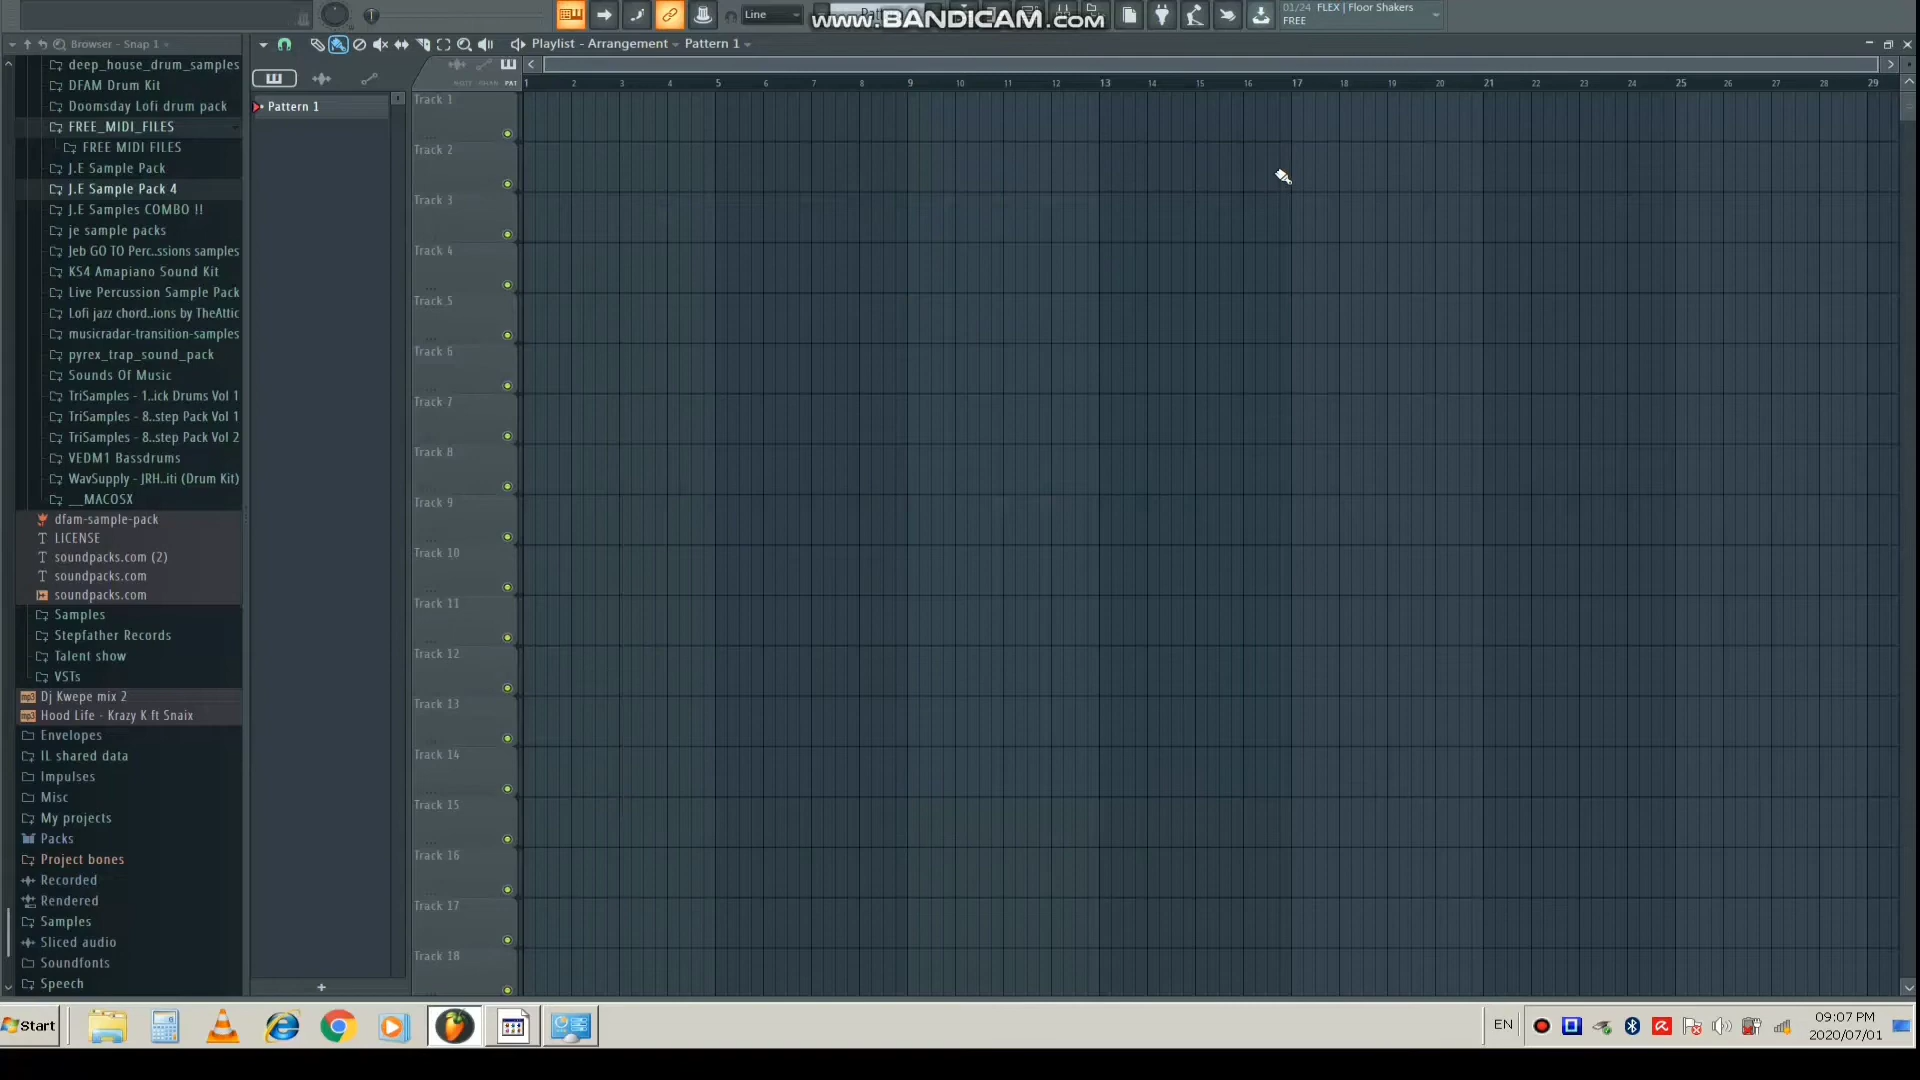 Line
www.BANDICAM.com
01/24 FLEX | Floor Shakers
FREE
Browser - Snap 1
Playlist - Arrangement
Pattern 1
deep_house_drum_samples
DFAM Drum Kit
Doomsday Lofi drum pack
FREE_MIDI_FILES
FREE MIDI FILES
J.E Sample Pack
J.E Sample Pack 4
J.E Samples COMBO !!
je sample packs
Jeb GO TO Perc..ssions samples
KS4 Amapiano Sound Kit
Live Percussion Sample Pack
Lofi jazz chord..ions by TheAttic
musicradar-transition-samples
pyrex_trap_sound_pack
Sounds Of Music
TriSamples - 1..ick Drums Vol 1
TriSamples - 8..step Pack Vol 1
TriSamples - 8..step Pack Vol 2
VEDM1 Bassdrums
WavSupply - JRH..iti (Drum Kit)
__MACOSX
dfam-sample-pack
LICENSE
soundpacks.com (2)
soundpacks.com
soundpacks.com
Samples
Stepfather Records
Talent show
VSTs
Dj Kwepe mix 2
Hood Life - Krazy K ft Snaix
Envelopes
IL shared data
Impulses
Misc
My projects
Packs
Project bones
Recorded
Rendered
Samples
Sliced audio
Soundfonts
Speech
Pattern 1
+
1 2 3 4 5 6 7 8 9 10 11 12 13 14 15 16 17 18 19 20 21 22 23 24 25 26 27 28 29
Track 1
Track 2
Track 3
Track 4
Track 5
Track 6
Track 7
Track 8
Track 9
Track 10
Track 11
Track 12
Track 13
Track 14
Track 15
Track 16
Track 17
Track 18
Start
EN
09:07 PM
2020/07/01